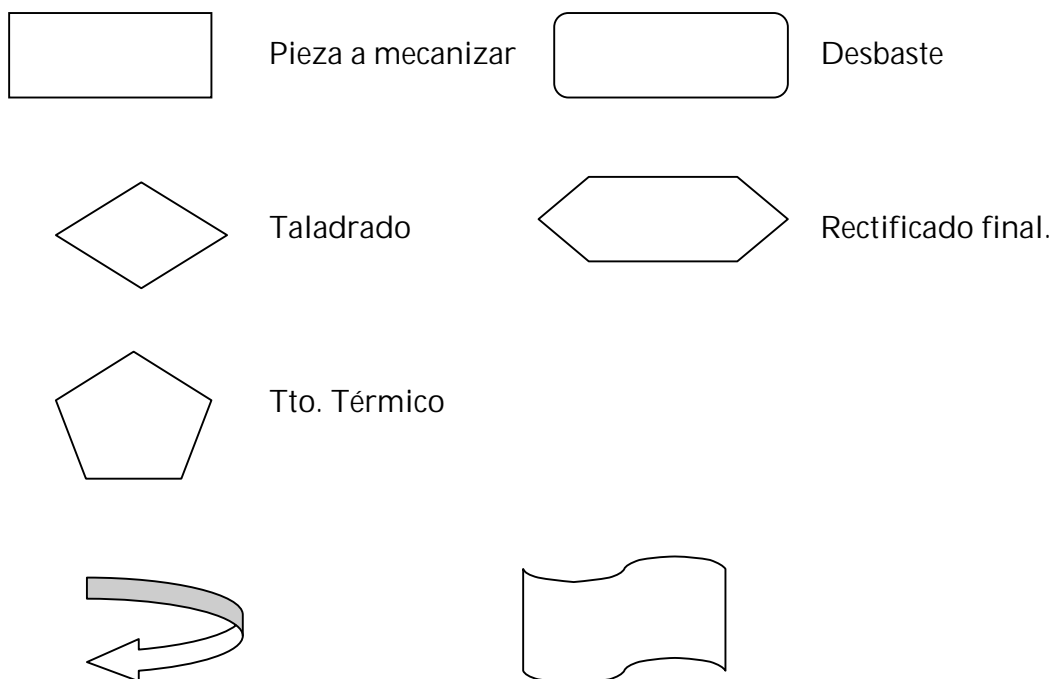 Pieza a mecanizar
Desbaste
Taladrado
Rectificado final.
Tto. Térmico